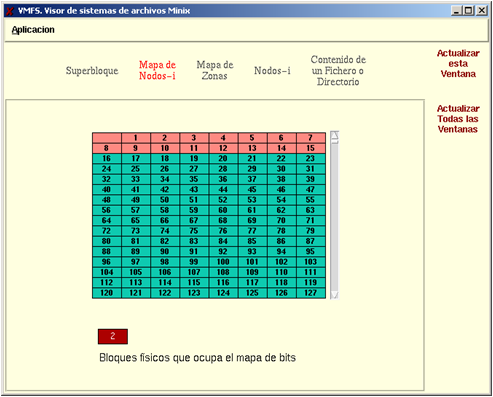 VMFS. Visor de sistemas de archivos Minix
Aplicacion
Superbloque
Mapa de
Nodos-i
Mapa de
Zonas
Nodos-i
Contenido de
un Fichero o
Directorio
Actualizar
esta
Ventana
Actualizar
Todas las
Ventanas
1 2 3 4 5 6 7
8 9 10 11 12 13 14 15
16 17 18 19 20 21 22 23
24 25 26 27 28 29 30 31
32 33 34 35 36 37 38 39
40 41 42 43 44 45 46 47
48 49 50 51 52 53 54 55
56 57 58 59 60 61 62 63
64 65 66 67 68 69 70 71
72 73 74 75 76 77 78 79
80 81 82 83 84 85 86 87
88 89 90 91 92 93 94 95
96 97 98 99 100 101 102 103
104 105 106 107 108 109 110 111
112 113 114 115 116 117 118 119
120 121 122 123 124 125 126 127
2
Bloques fisicos que ocupa el mapa de bits